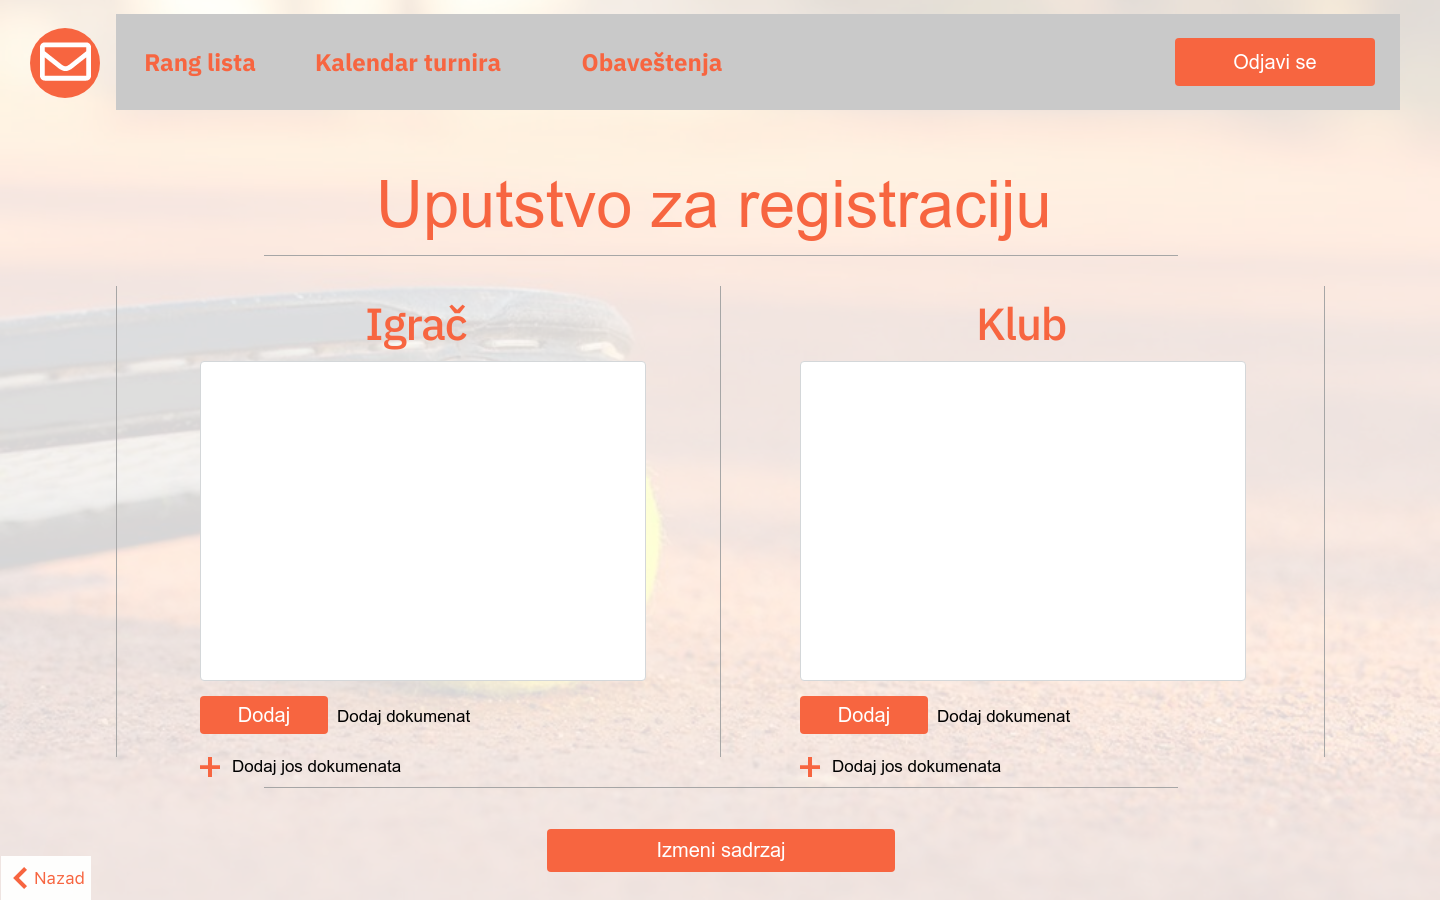 Rang lista
Kalendar turnira
Obaveštenja
Odjavi se
Uputstvo za registraciju
Igrač
Klub
Dodaj
Dodaj dokumenat
Dodaj
Dodaj dokumenat
Dodaj jos dokumenata
Dodaj jos dokumenata
Izmeni sadrzaj
Nazad